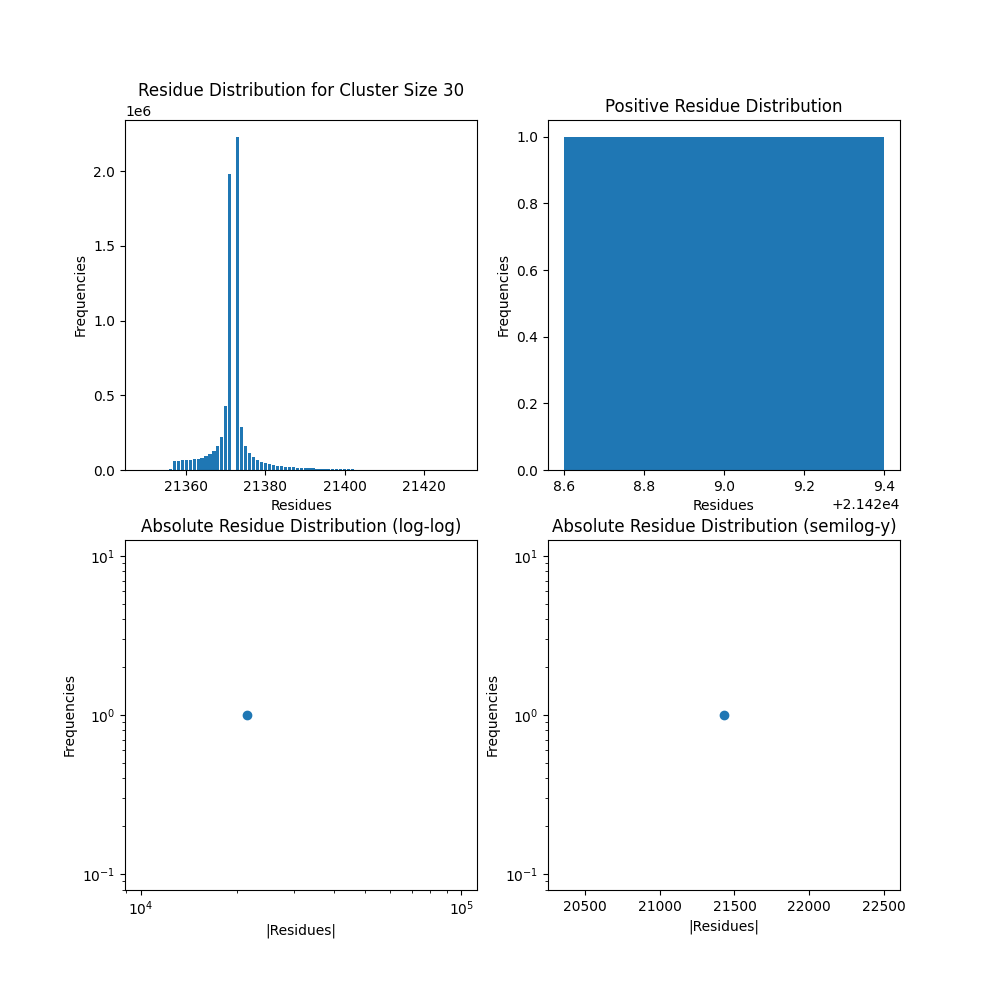 Residue Distribution for Cluster Size 30
1e6
Frequencies
2.0
1.5
1.0
0.5
0.0
21360 21380 21400 21420
Residues
Positive Residue Distribution
Frequencies
1.0
0.8
0.6
0.4
0.2
0.0
8.6 8.8 9.0 9.2 9.4
+2.142e4
Residues
Absolute Residue Distribution (log-log)
Frequencies
10¹
10⁰
10⁻¹
10⁴ 10⁵
|Residues|
Absolute Residue Distribution (semilog-y)
Frequencies
10¹
10⁰
10⁻¹
20500 21000 21500 22000 22500
|Residues|